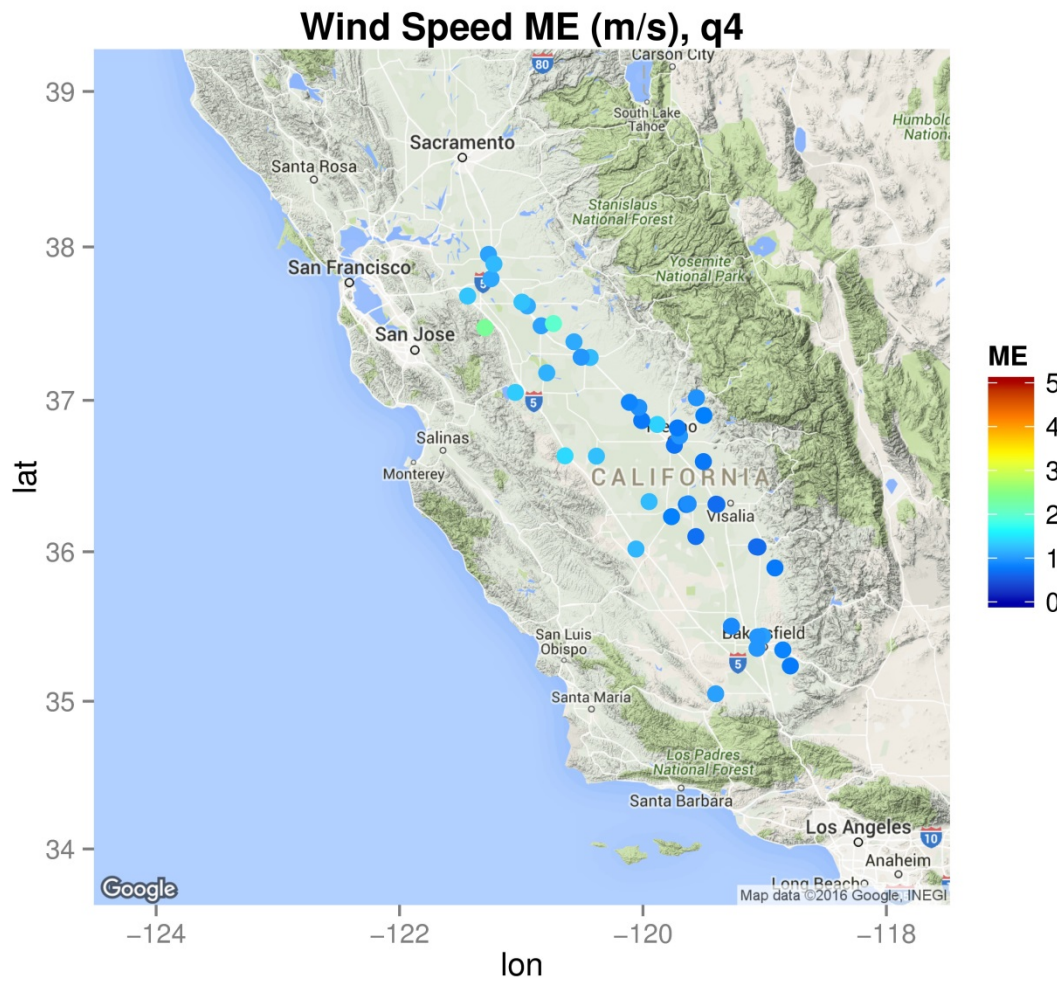 Wind Speed ME (m/s), q4
Carson City
80
39
South Lake
Tahoe
Humbol
Nation
Sacramento
Santa Rosa
Stanislaus
National Forest
38
San Francisco
5
Yosemite
National Park
San Jose
ME
5
4
3
2
1
0
37
5
Salinas
Monterey
CALIFORNIA
Visalia
lat
36
San Luis
Obispo
Bakersfield
5
35
Santa Maria
Los Padres
National Forest
Santa Barbara
Los Angeles
10
34
Anaheim
Long Beach
Google
Map data ©2016 Google, INEGI
−124
−122
−120
−118
lon